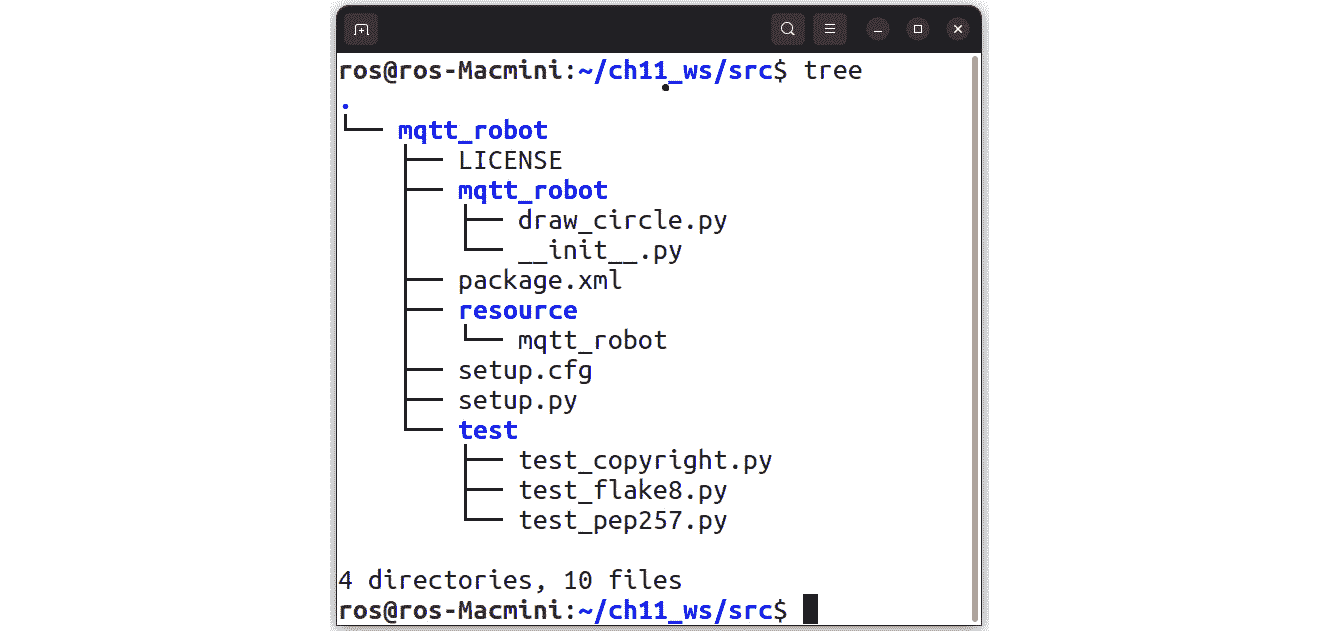 ros@ros-Macmini:~/ch11_ws/src$ tree
.
└── mqtt_robot
    ├── LICENSE
    ├── mqtt_robot
    │   ├── draw_circle.py
    │   └── __init__.py
    ├── package.xml
    ├── resource
    │   └── mqtt_robot
    ├── setup.cfg
    ├── setup.py
    └── test
        ├── test_copyright.py
        ├── test_flake8.py
        └── test_pep257.py
4 directories, 10 files
ros@ros-Macmini:~/ch11_ws/src$